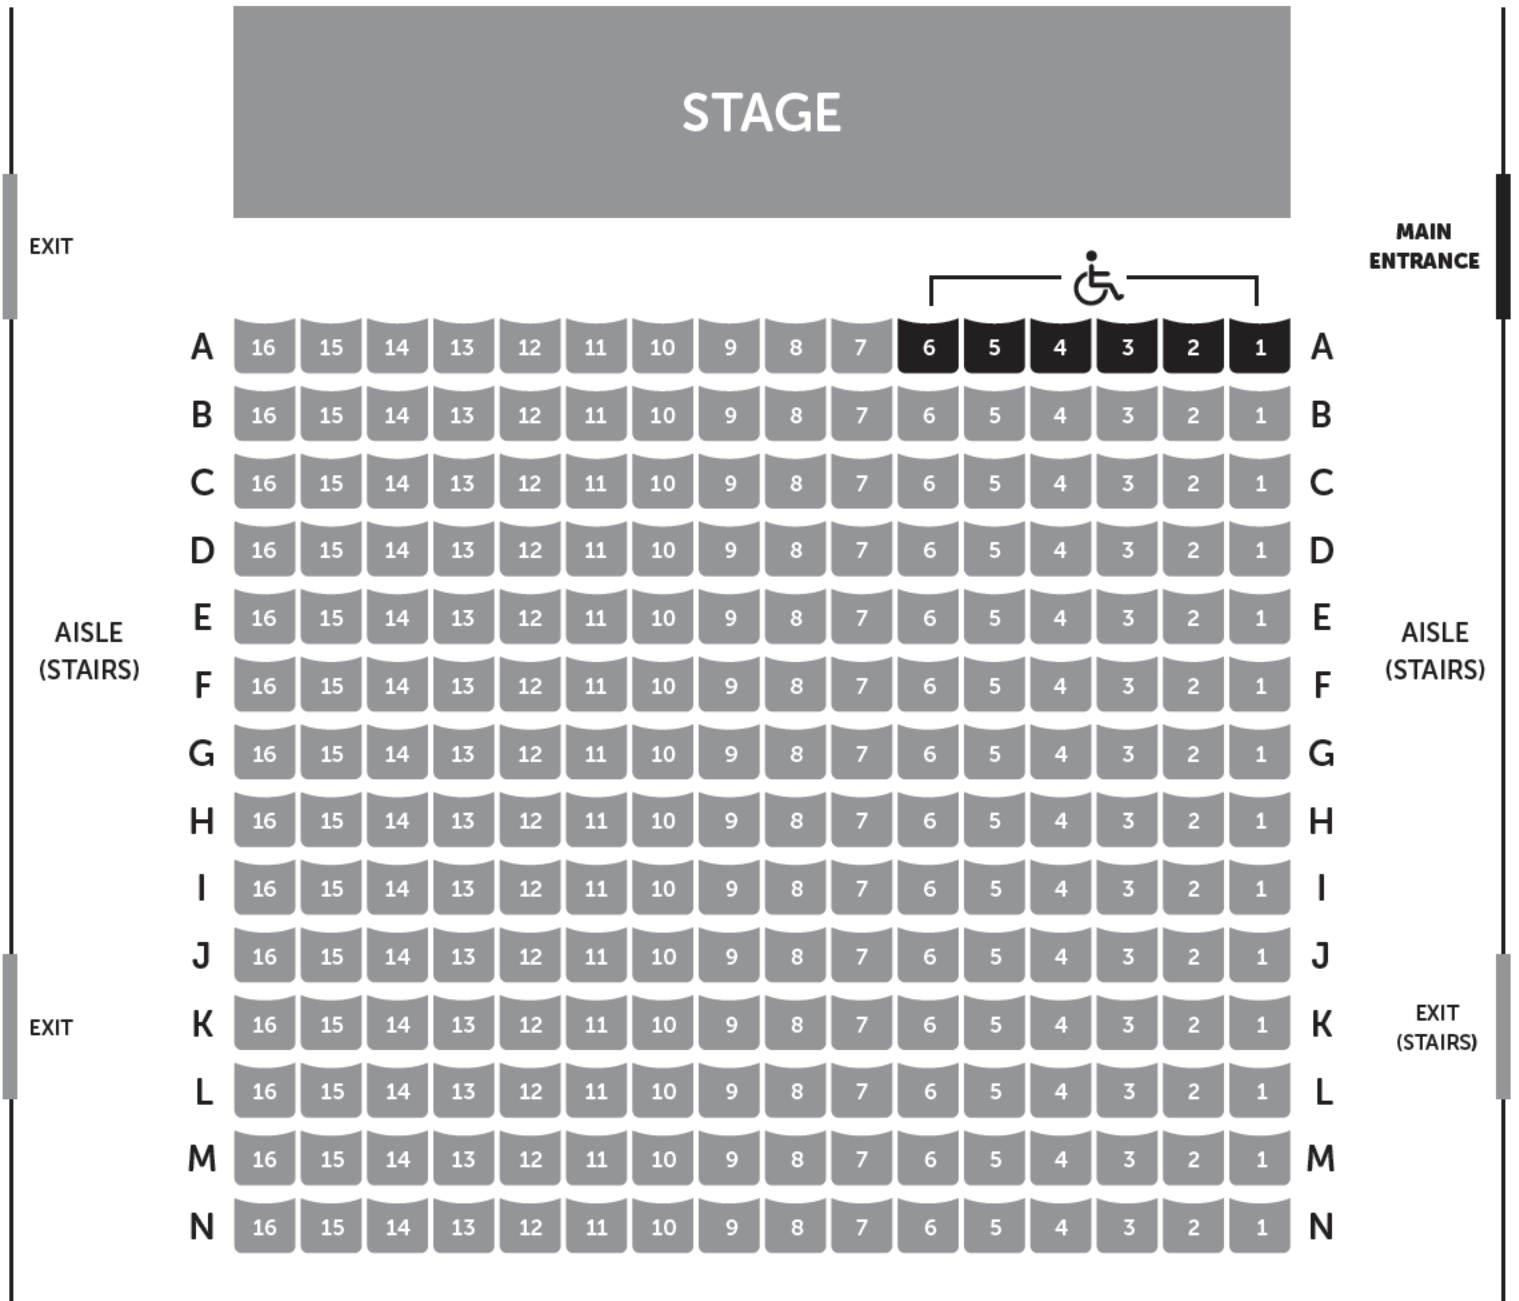 STAGE
EXIT
MAIN
ENTRANCE
A 16 15 14 13 12 11 10 9 8 7 6 5 4 3 2 1 A
B 16 15 14 13 12 11 10 9 8 7 6 5 4 3 2 1 B
C 16 15 14 13 12 11 10 9 8 7 6 5 4 3 2 1 C
D 16 15 14 13 12 11 10 9 8 7 6 5 4 3 2 1 D
E 16 15 14 13 12 11 10 9 8 7 6 5 4 3 2 1 E
AISLE
(STAIRS)
AISLE
(STAIRS)
F 16 15 14 13 12 11 10 9 8 7 6 5 4 3 2 1 F
G 16 15 14 13 12 11 10 9 8 7 6 5 4 3 2 1 G
H 16 15 14 13 12 11 10 9 8 7 6 5 4 3 2 1 H
I 16 15 14 13 12 11 10 9 8 7 6 5 4 3 2 1 I
J 16 15 14 13 12 11 10 9 8 7 6 5 4 3 2 1 J
K 16 15 14 13 12 11 10 9 8 7 6 5 4 3 2 1 K
EXIT
EXIT
(STAIRS)
L 16 15 14 13 12 11 10 9 8 7 6 5 4 3 2 1 L
M 16 15 14 13 12 11 10 9 8 7 6 5 4 3 2 1 M
N 16 15 14 13 12 11 10 9 8 7 6 5 4 3 2 1 N